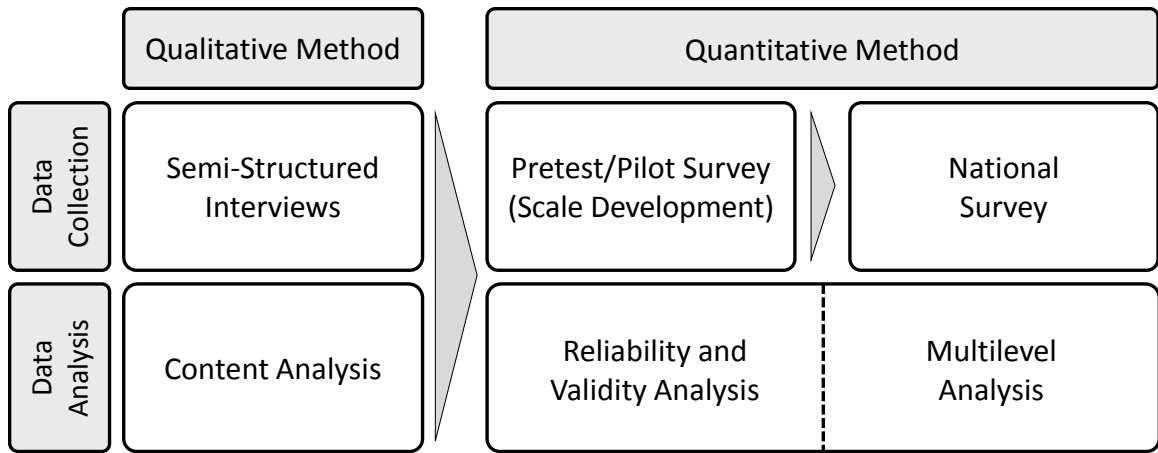 Qualitative Method
Quantitative Method
Data
Collection
Semi-Structured
Interviews
Pretest/Pilot Survey
(Scale Development)
National
Survey
Data
Analysis
Content Analysis
Reliability and
Validity Analysis
Multilevel
Analysis